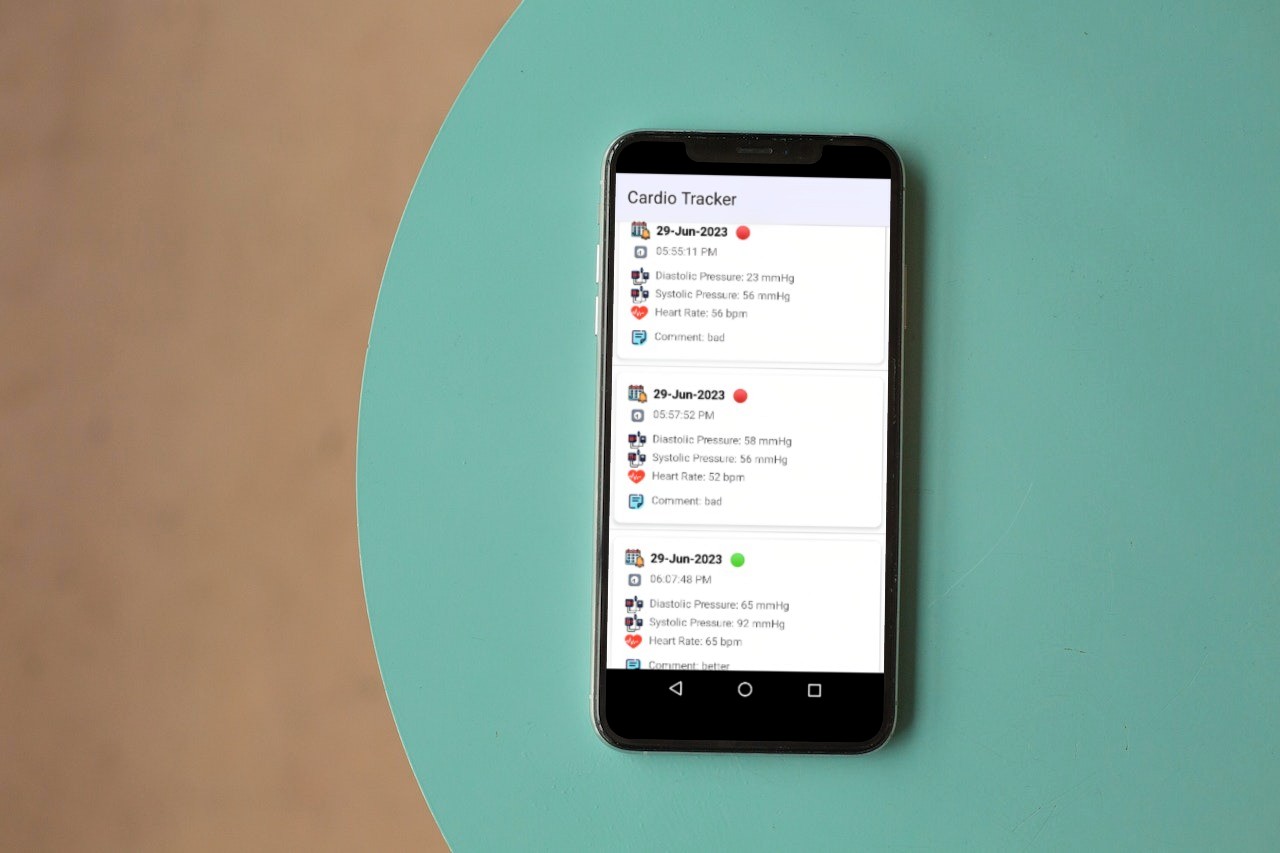 Cardio Tracker
29-Jun-2023
05:55:11 PM
Diastolic Pressure: 23 mmHg
Systolic Pressure: 56 mmHg
Heart Rate: 56 bpm
Comment: bad
29-Jun-2023
05:57:52 PM
Diastolic Pressure: 58 mmHg
Systolic Pressure: 56 mmHg
Heart Rate: 52 bpm
Comment: bad
29-Jun-2023
06:07:48 PM
Diastolic Pressure: 65 mmHg
Systolic Pressure: 92 mmHg
Heart Rate: 65 bpm
Comment: better